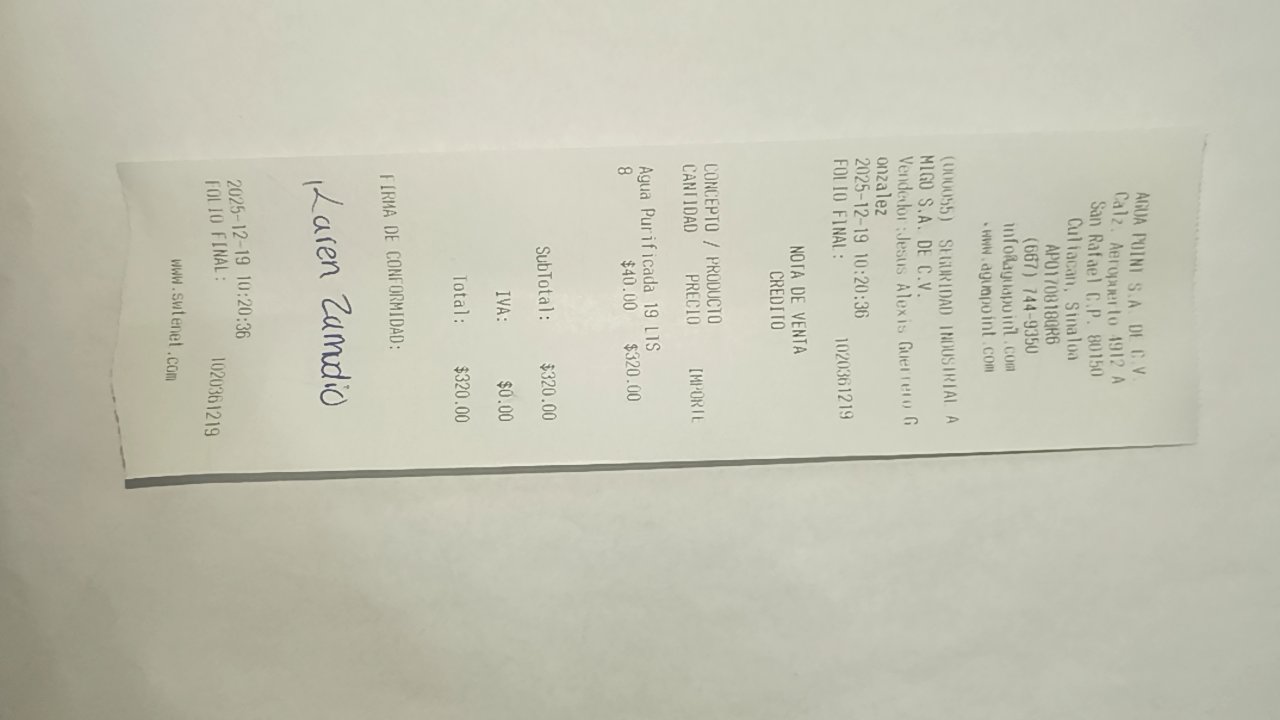 AGUA POINT S.A. DE C.V.
Calz. Aeropuerto 4912 A
San Rafael C.P. 80150
Culiacan, Sinaloa
APO170818QR6
(667) 744-9350
info@aguapoint.com
.www.aguapoint.com
(000055) SEGURIDAD INDUSTRIAL A
MIGO S.A. DE C.V.
Vendedor:Jesus Alexis Guerrero G
onzalez
2025-12-19 10:20:36
FOLIO FINAL: 1020361219
NOTA DE VENTA
CREDITO
CONCEPTO / PRODUCTO
CANTIDAD PRECIO IMPORTE
Agua Purificada 19 LTS
8 $40.00 $320.00
SubTotal: $320.00
IVA: $0.00
Total: $320.00
FIRMA DE CONFORMIDAD:
Karen Zamudio
2025-12-19 10:20:36
FOLIO FINAL: 1020361219
www.swtenet.com